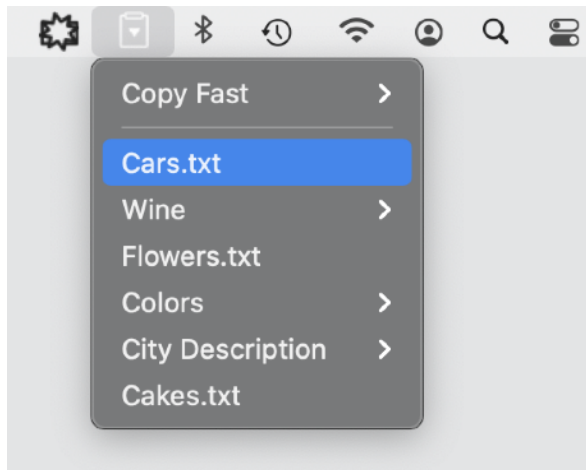 Copy Fast
Cars.txt
Wine
Flowers.txt
Colors
City Description
Cakes.txt